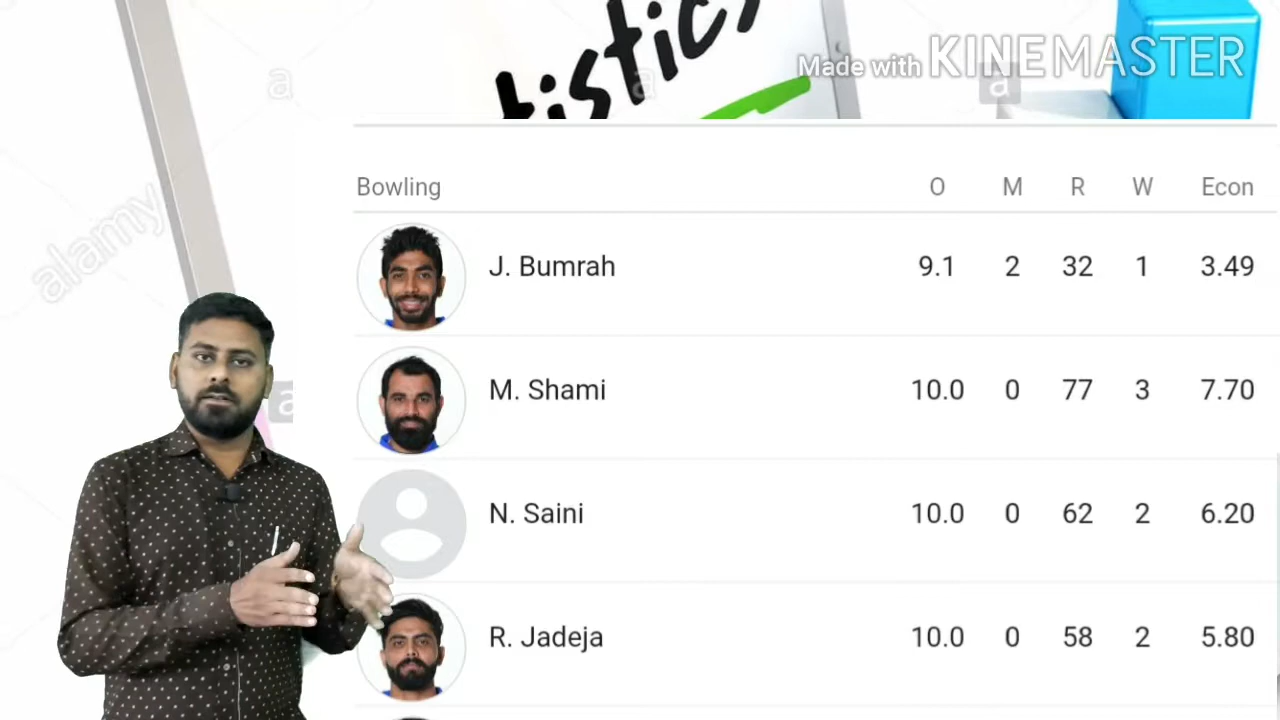 tistics
Made with KINEMASTER
a
a
a
alamy
a
Bowling O M R W Econ
J. Bumrah 9.1 2 32 1 3.49
M. Shami 10.0 0 77 3 7.70
N. Saini 10.0 0 62 2 6.20
R. Jadeja 10.0 0 58 2 5.80